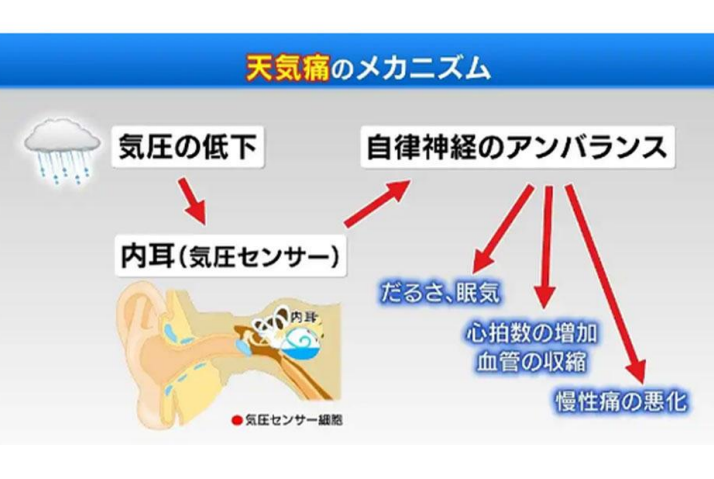 天気痛のメカニズム
気圧の低下
自律神経のアンバランス
内耳(気圧センサー)
だるさ、眠気
心拍数の増加
血管の収縮
慢性痛の悪化
内耳
●気圧センサー細胞